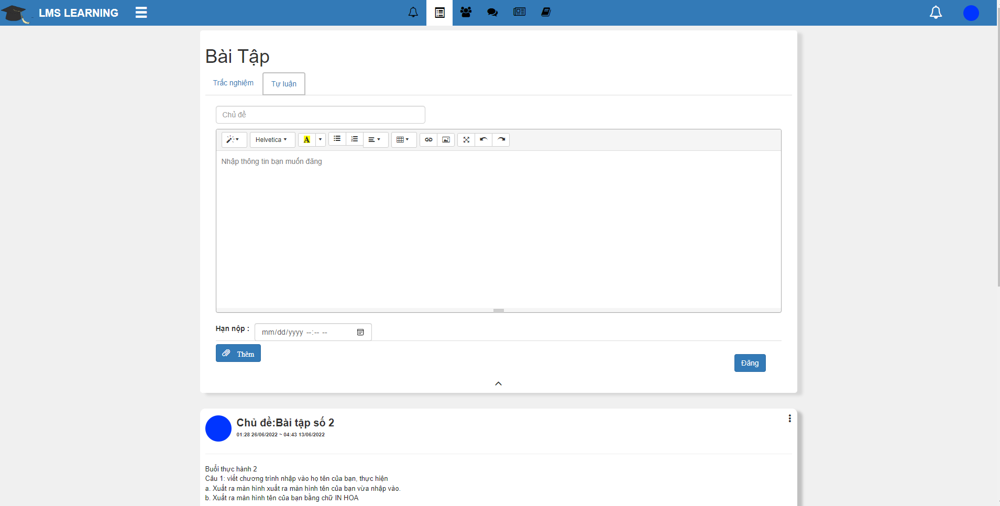 LMS LEARNING
Bài Tập
Trắc nghiệm
Tự luận
Chủ đề
Helvetica
A
Nhập thông tin bạn muốn đăng
Hạn nộp :
mm/dd/yyyy --:-- --
Thêm
Đăng
Chủ đề:Bài tập số 2
01:28 26/06/2022 ~ 04:43 13/06/2022
Buổi thực hành 2
Câu 1: viết chương trình nhập vào họ tên của bạn, thực hiện
a. Xuất ra màn hình xuất ra màn hình tên của bạn vừa nhập vào.
b. Xuất ra màn hình tên của bạn bằng chữ IN HOA